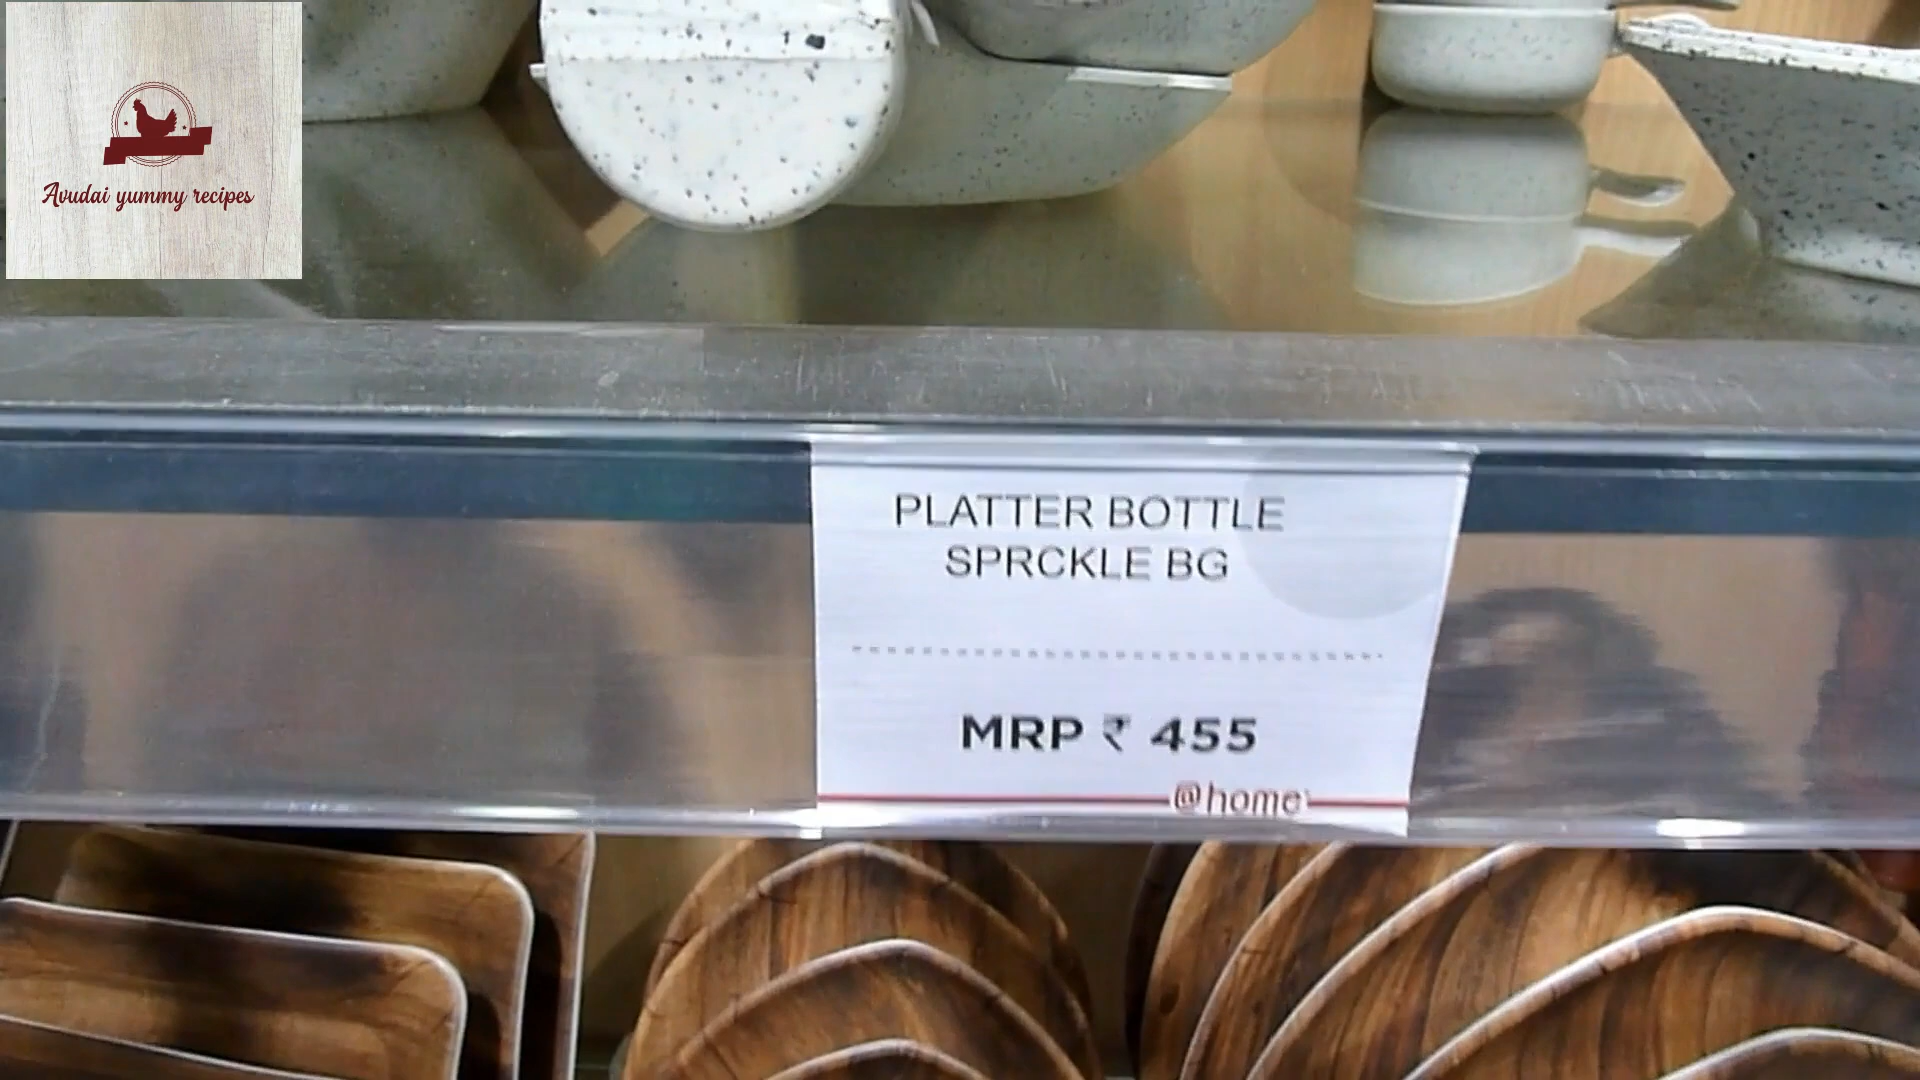 Avudai yummy recipes
PLATTER BOTTLE
SPRCKLE BG
MRP ₹ 455
@home